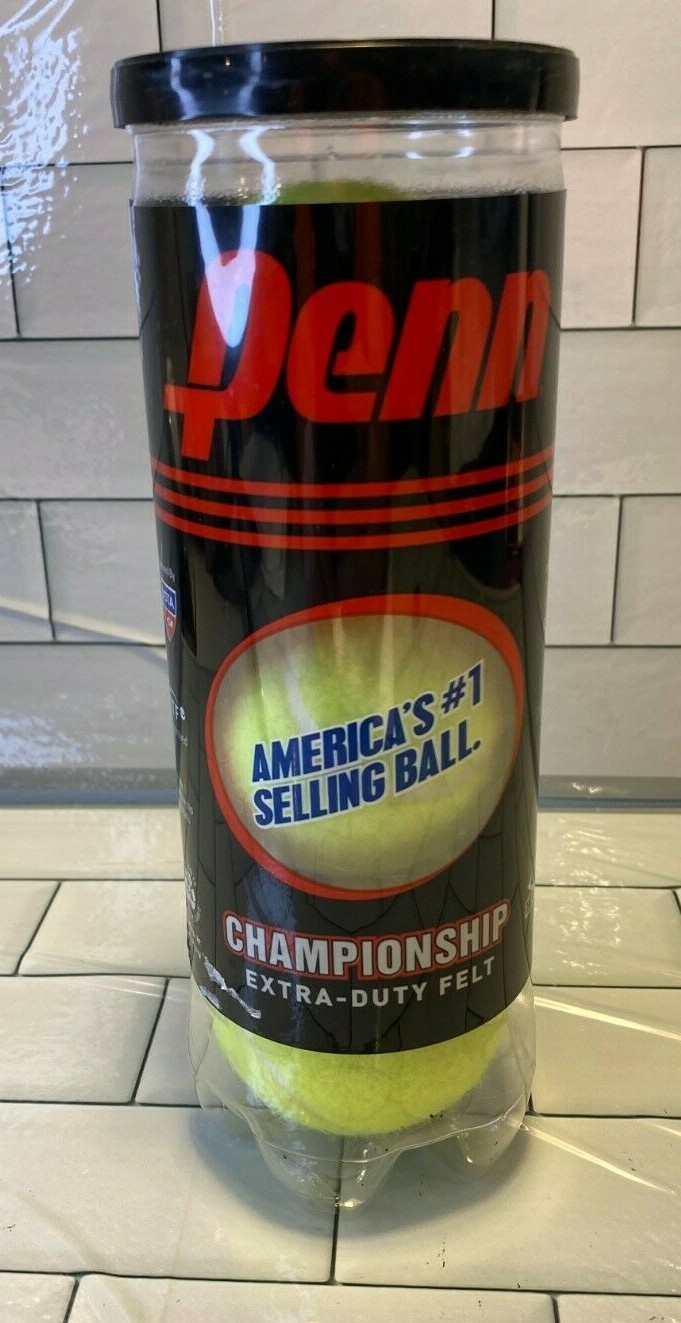 Penn
AMERICA'S #1
SELLING BALL.
CHAMPIONSHIP
EXTRA-DUTY FELT